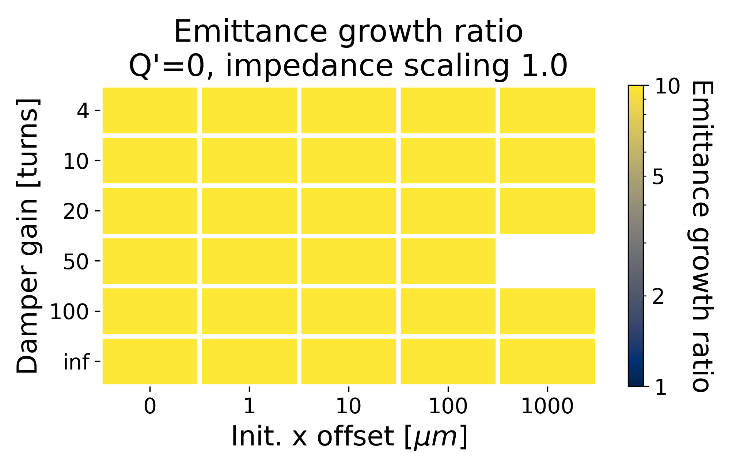 Emittance growth ratio
Q'=0, impedance scaling 1.0
Damper gain [turns]
4
10
20
50
100
inf
0 1 10 100 1000
Init. x offset [μm]
10
5
2
1
Emittance growth ratio